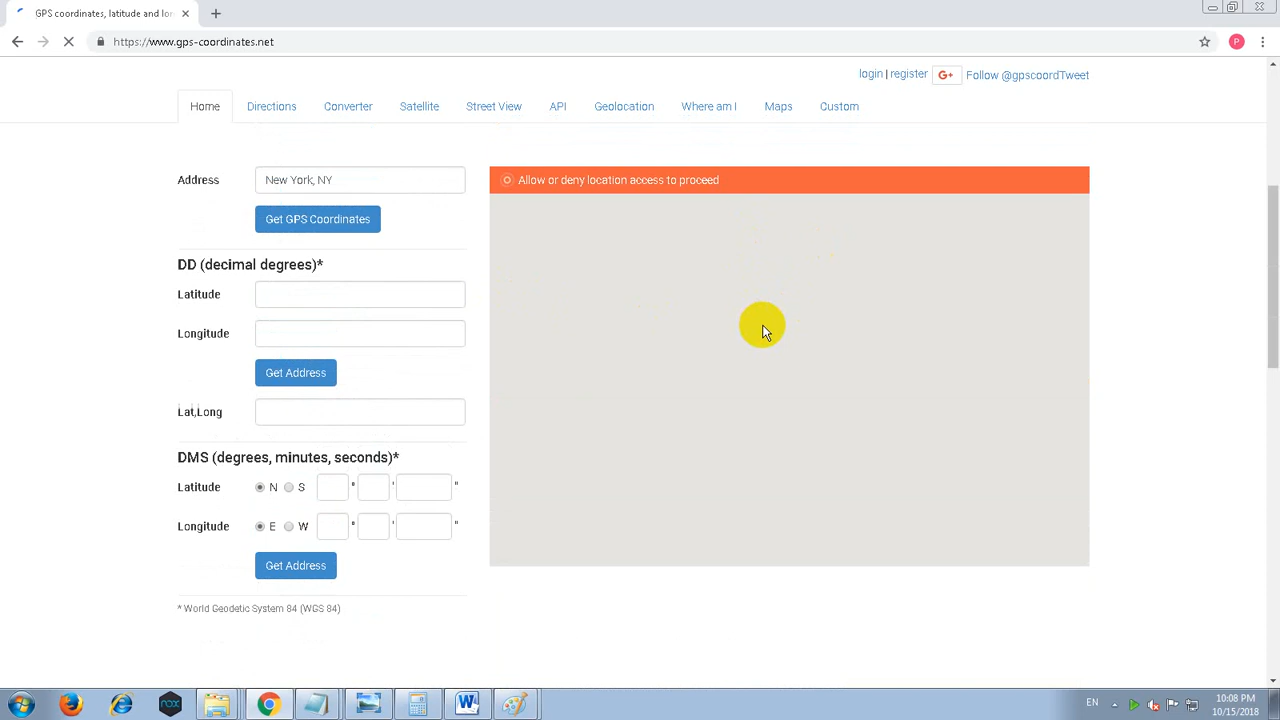 GPS coordinates, latitude and lon
https://www.gps-coordinates.net
P
login | register G+ Follow @gpscoordTweet
Home Directions Converter Satellite Street View API Geolocation Where am I Maps Custom
Address New York, NY
Allow or deny location access to proceed
Get GPS Coordinates
DD (decimal degrees)*
Latitude
Longitude
Get Address
Lat,Long
DMS (degrees, minutes, seconds)*
Latitude N S ° ' "
Longitude E W ° ' "
Get Address
* World Geodetic System 84 (WGS 84)
nox
W
EN
10:08 PM
10/15/2018